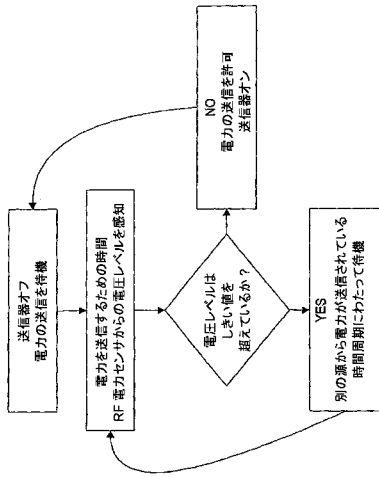 送信器オフ
電力の送信を待機
電力を送信するための時間
RF 電力センサからの電圧レベルを感知
電圧レベルは
しきい値を
超えているか？
NO
電力の送信を許可
送信器オン
YES
別の源から電力が送信されている
時間周期にわたって待機